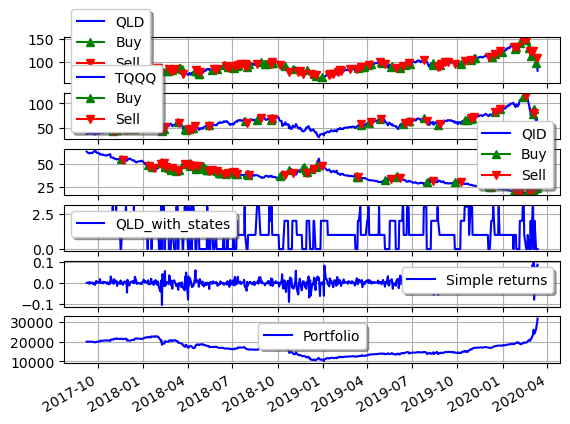 QLD
Buy
Sell
150
100
TQQQ
Buy
Sell
100
50
QID
Buy
Sell
50
25
QLD_with_states
2.5
0.0
Simple returns
0.1
0.0
−0.1
Portfolio
30000
20000
10000
2017-10
2018-01
2018-04
2018-07
2018-10
2019-01
2019-04
2019-07
2019-10
2020-01
2020-04